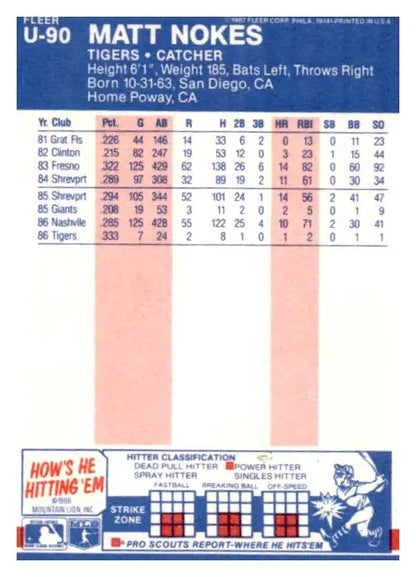 FLEER ©1987 FLEER CORP., PHILA., 19141-PRINTED IN U.S.A.
U-90 MATT NOKES
TIGERS • CATCHER
Height 6'1", Weight 185, Bats Left, Throws Right
Born 10-31-63, San Diego, CA
Home Poway, CA
Yr. Club Pct. G AB R H 2B 3B HR RBI SB BB SO
81 Grat Fls .226 44 146 14 33 6 2 0 13 0 11 23
82 Clinton .215 82 247 19 53 12 0 3 23 1 15 44
83 Fresno .322 125 429 62 138 26 6 14 82 0 60 92
84 Shrevprt .289 97 308 32 89 19 2 11 61 0 30 34
85 Shrevprt .294 105 344 52 101 24 1 14 56 2 41 47
85 Giants .208 19 53 3 11 2 0 2 5 0 1 9
86 Nashvlle .285 125 428 55 122 25 4 10 71 2 30 41
86 Tigers .333 7 24 2 8 1 0 1 2 0 1 1
HOW'S HE
HITTING 'EM
©1986
MOUNTAIN LION, INC.
HITTER CLASSIFICATION
DEAD PULL HITTER POWER HITTER
SPRAY HITTER SINGLES HITTER
FASTBALL BREAKING BALL OFF-SPEED
STRIKE
ZONE
= PRO SCOUTS REPORT-WHERE HE HITS'EM